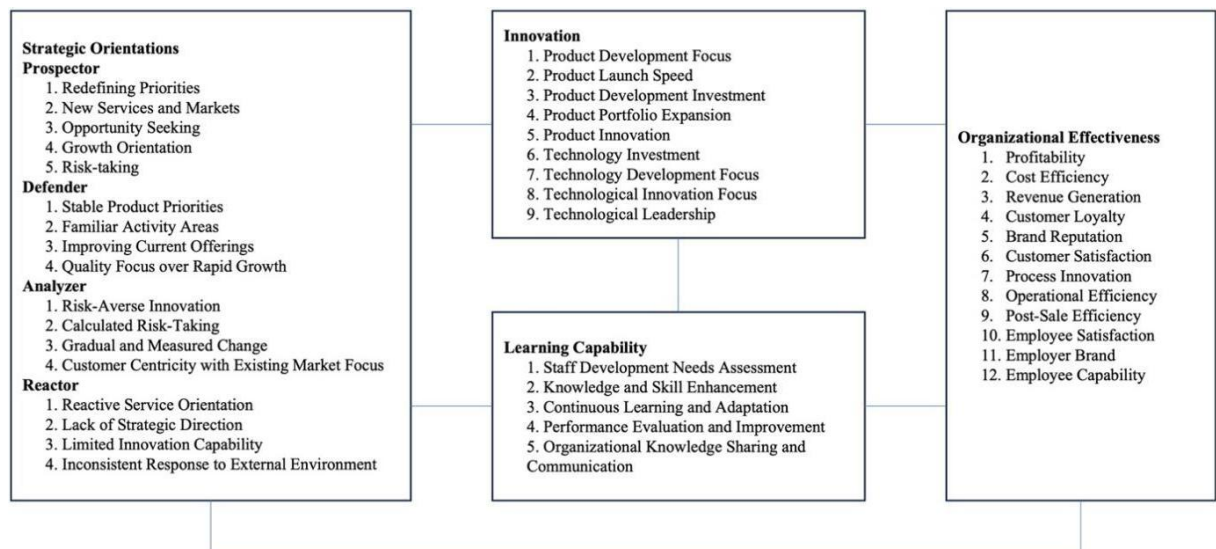 Strategic Orientations
Prospector
1. Redefining Priorities
2. New Services and Markets
3. Opportunity Seeking
4. Growth Orientation
5. Risk-taking
Defender
1. Stable Product Priorities
2. Familiar Activity Areas
3. Improving Current Offerings
4. Quality Focus over Rapid Growth
Analyzer
1. Risk-Averse Innovation
2. Calculated Risk-Taking
3. Gradual and Measured Change
4. Customer Centricity with Existing Market Focus
Reactor
1. Reactive Service Orientation
2. Lack of Strategic Direction
3. Limited Innovation Capability
4. Inconsistent Response to External Environment
Innovation
1. Product Development Focus
2. Product Launch Speed
3. Product Development Investment
4. Product Portfolio Expansion
5. Product Innovation
6. Technology Investment
7. Technology Development Focus
8. Technological Innovation Focus
9. Technological Leadership
Learning Capability
1. Staff Development Needs Assessment
2. Knowledge and Skill Enhancement
3. Continuous Learning and Adaptation
4. Performance Evaluation and Improvement
5. Organizational Knowledge Sharing and
Communication
Organizational Effectiveness
1. Profitability
2. Cost Efficiency
3. Revenue Generation
4. Customer Loyalty
5. Brand Reputation
6. Customer Satisfaction
7. Process Innovation
8. Operational Efficiency
9. Post-Sale Efficiency
10. Employee Satisfaction
11. Employer Brand
12. Employee Capability